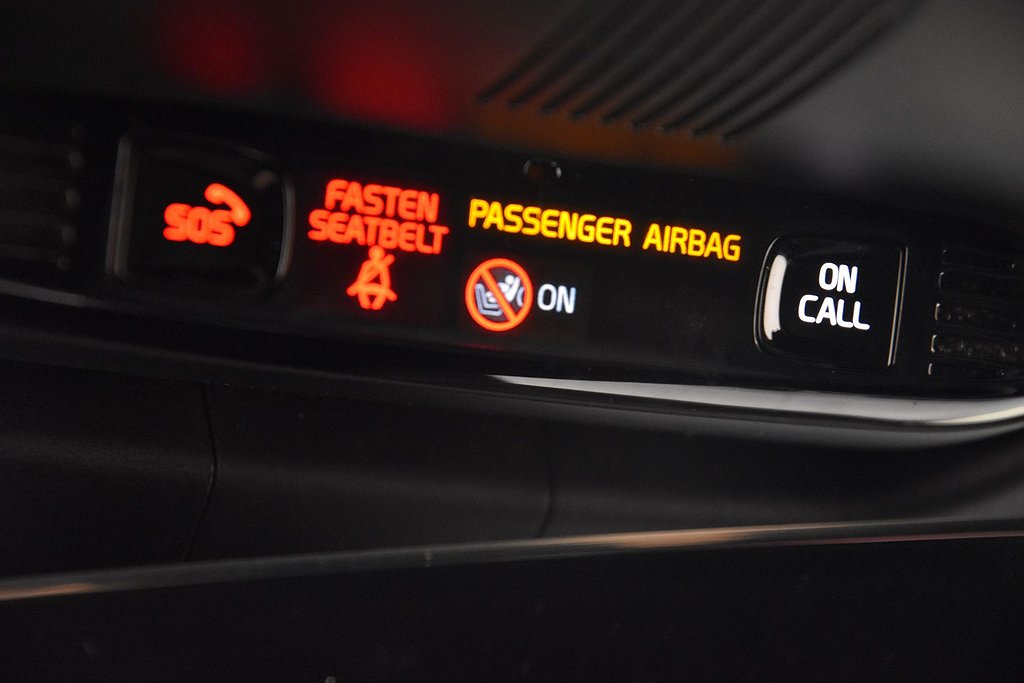 SOS
FASTEN
SEATBELT
PASSENGER AIRBAG
ON
ON
CALL